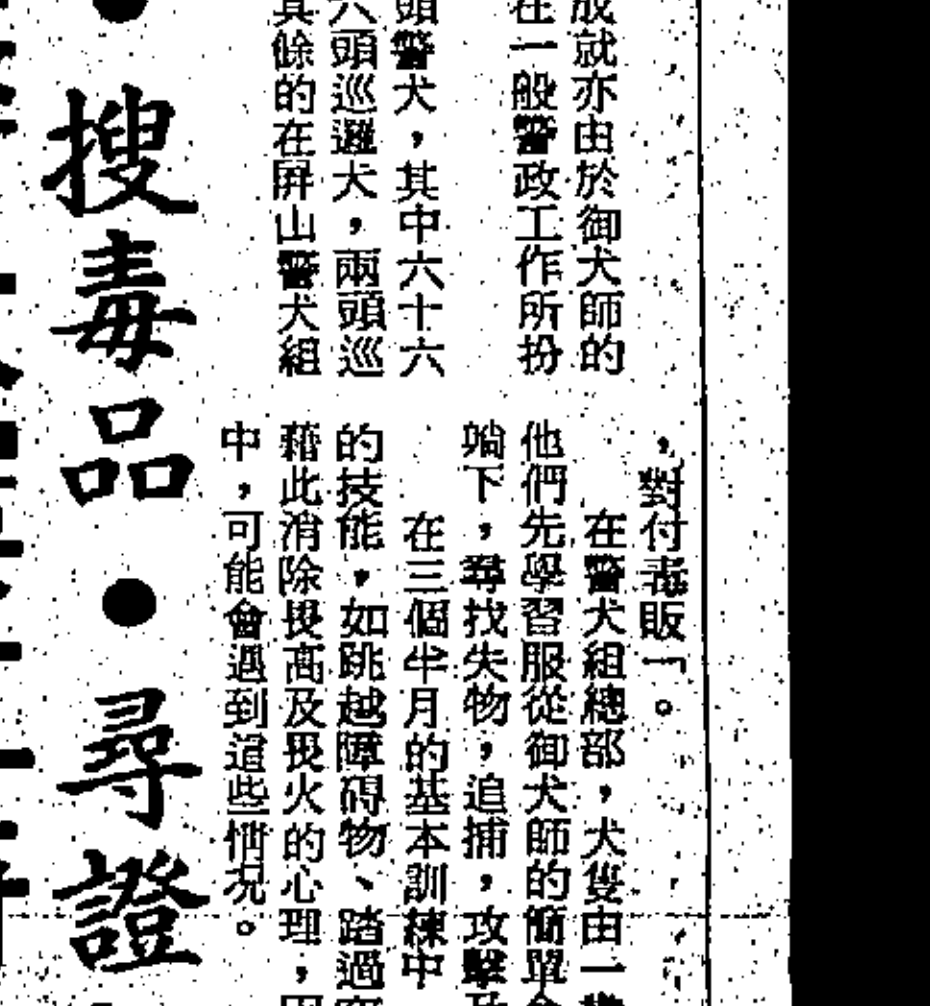 成就亦由於御犬師的
在一般警政工作所扮
頭警犬，其中六十六
六頭巡邏犬，兩頭巡
其餘的在屏山警犬組
，對付毒販」。
在警犬組總部，犬隻由一
他們先學習服從御犬師的簡單
下，尋找失物，追捕，攻擊及
在三個半月的基本訓練中
的技能，如跳越障碍物、踏過
藉此消除畏高及畏火的心理，因
中，可能會遇到這些情况。
搜毒品●尋證